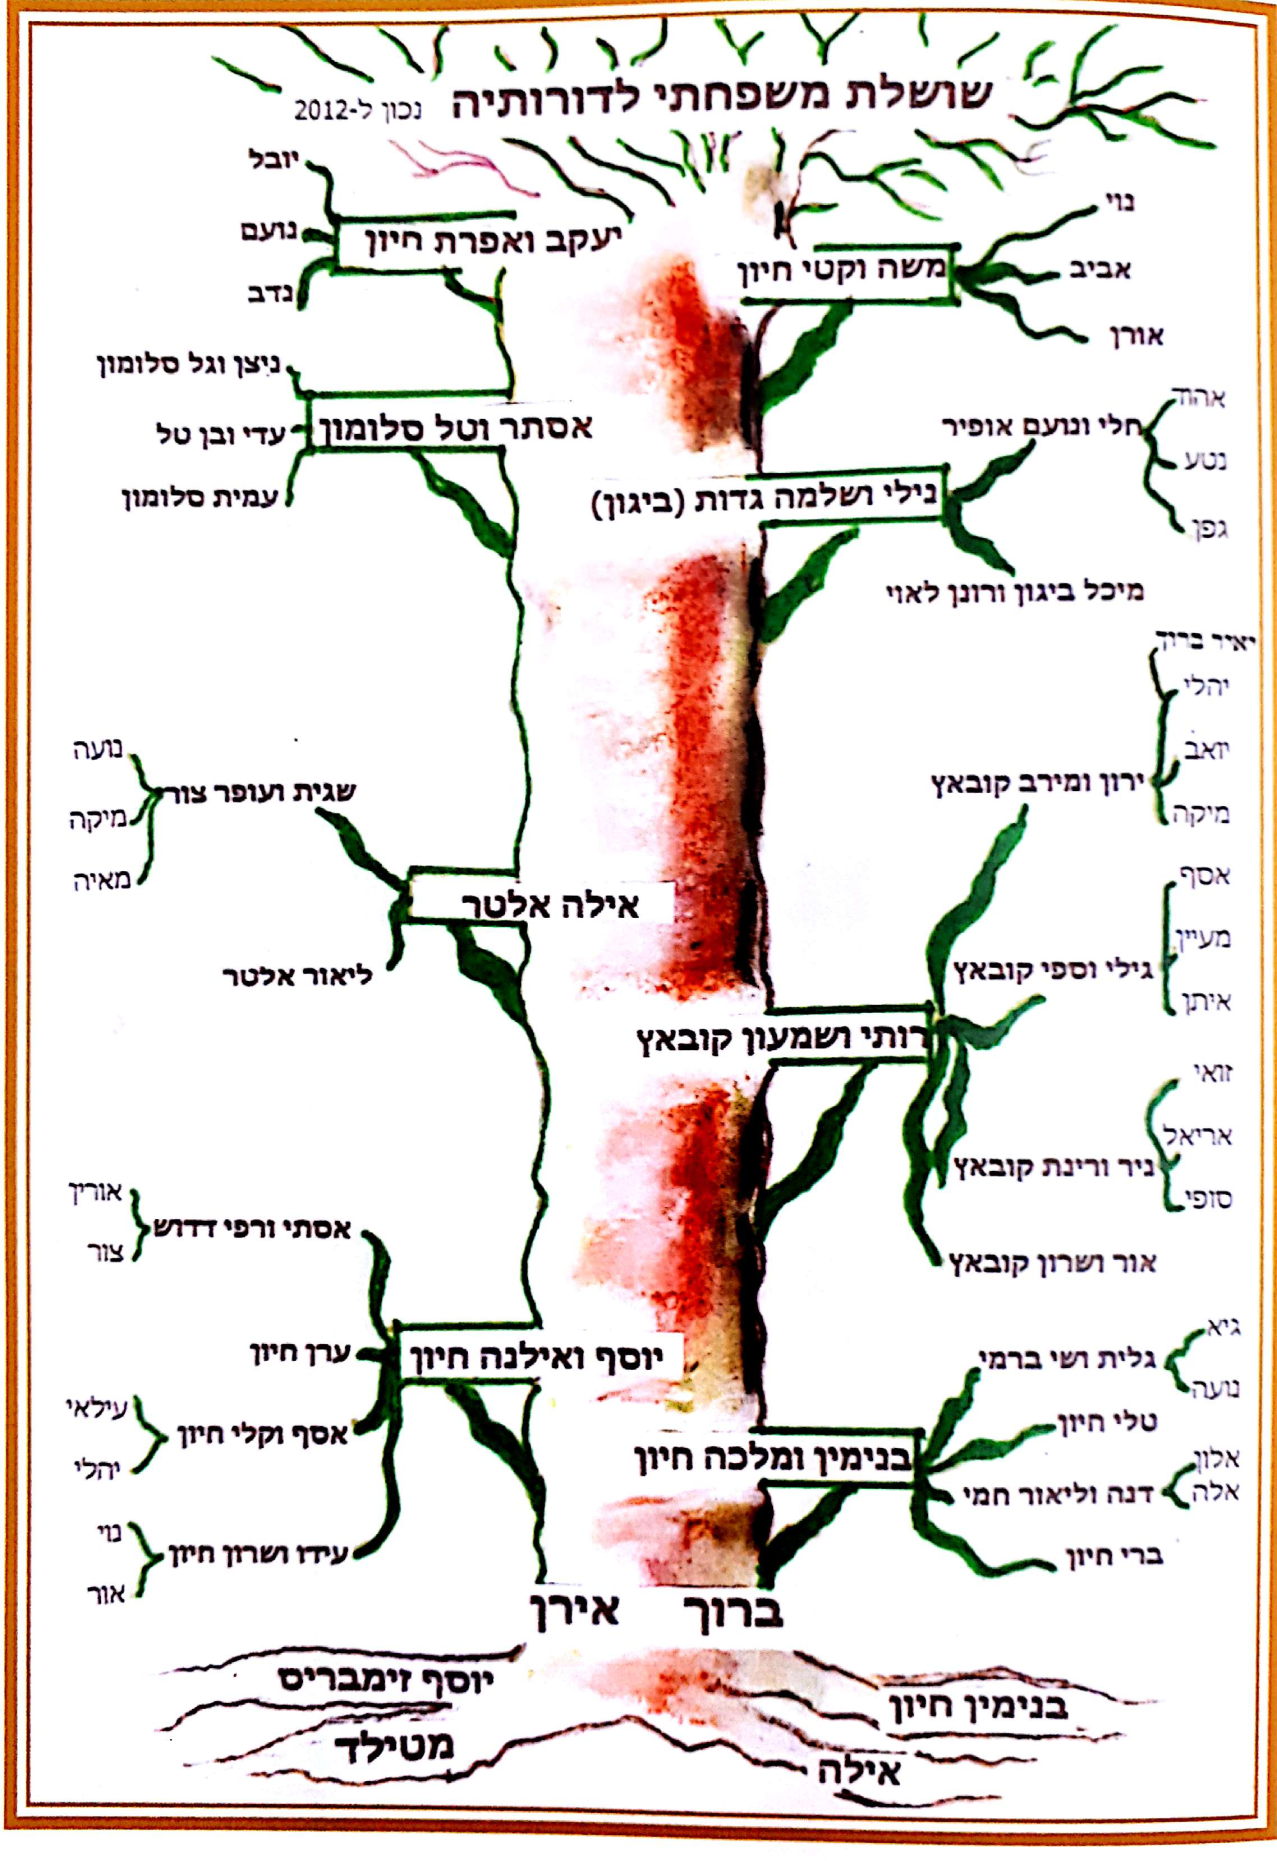 שושלת משפחתי לדורותיה נכון ל-2012
יובל
נועם
נדב
יעקב ואפרת חיון
משה וקטי חיון
נוי
אביב
אורן
ניצן וגל סלומון
עדי ובן טל
עמית סלומון
אסתר וטל סלומון
נילי ושלמה גדות (ביגון)
חלי ונועם אופיר
אהוד
נטע
גפן
מיכל ביגון ורונן לאוי
נועה
מיקה
מאיה
שגית ועופר צור
אילה אלטר
ליאור אלטר
רותי ושמעון קובאץ
ירון ומירב קובאץ
יאיר ברוך
יהלי
יואב
מיקה
גילי וספי קובאץ
אסף
מעיין
איתן
ניר ורינת קובאץ
זואי
אריאל
סופי
אור ושרון קובאץ
אורין
צור
אסתי ורפי דדוש
ערן חיון
עילאי
יהלי
אסף וקלי חיון
נוי
אור
עידו ושרון חיון
יוסף ואילנה חיון
בנימין ומלכה חיון
גלית ושי ברמי
גיא
נועה
טלי חיון
דנה וליאור חמי
אלון
אלה
ברי חיון
ברוך אירן
יוסף זימבריס
מטילד
בנימין חיון
אילה